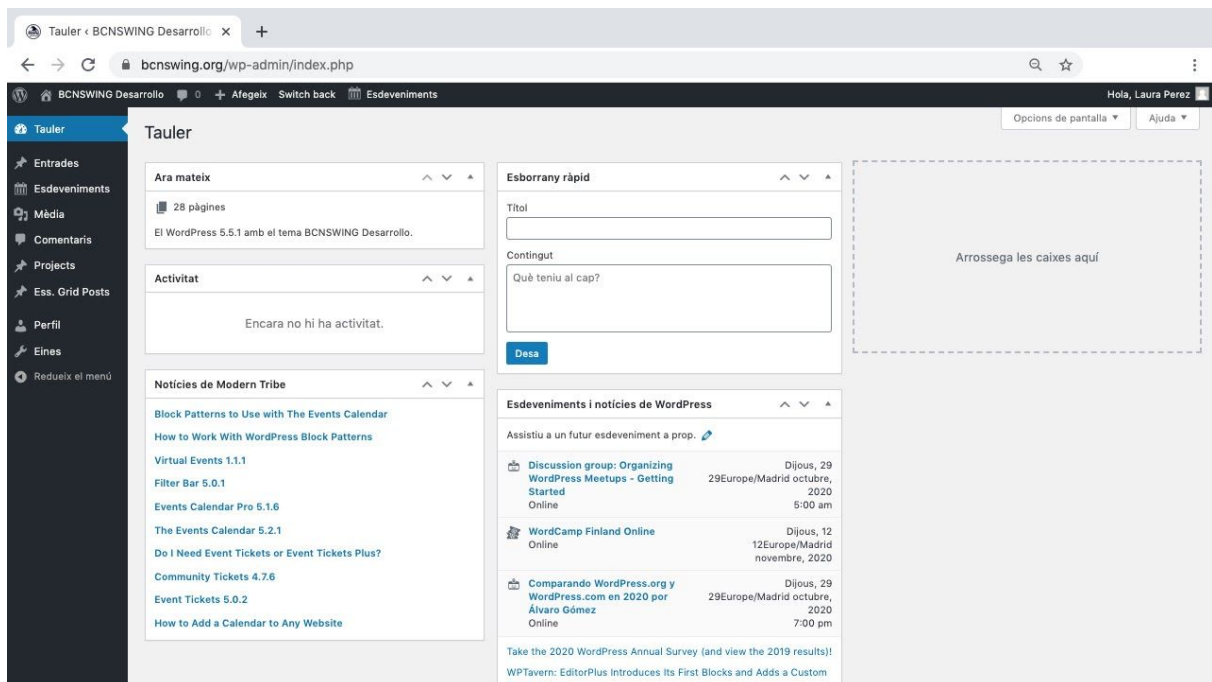 Tauler ‹ BCNSWING Desarrollo
bcnswing.org/wp-admin/index.php
BCNSWING Desarrollo 0 Afegeix Switch back Esdeveniments Hola, Laura Perez
Opcions de pantalla
Ajuda
Tauler
Entrades
Esdeveniments
Mèdia
Comentaris
Projects
Ess. Grid Posts
Perfil
Eines
Redueix el menú
Tauler
Ara mateix
28 pàgines
El WordPress 5.5.1 amb el tema BCNSWING Desarrollo.
Activitat
Encara no hi ha activitat.
Notícies de Modern Tribe
Block Patterns to Use with The Events Calendar
How to Work With WordPress Block Patterns
Virtual Events 1.1.1
Filter Bar 5.0.1
Events Calendar Pro 5.1.6
The Events Calendar 5.2.1
Do I Need Event Tickets or Event Tickets Plus?
Community Tickets 4.7.6
Event Tickets 5.0.2
How to Add a Calendar to Any Website
Esborrany ràpid
Títol
Contingut
Què teniu al cap?
Desa
Esdeveniments i notícies de WordPress
Assistiu a un futur esdeveniment a prop.
Discussion group: Organizing
WordPress Meetups - Getting
Started
Online
Dijous, 29
29Europe/Madrid octubre,
2020
5:00 am
WordCamp Finland Online
Online
Dijous, 12
12Europe/Madrid
novembre, 2020
Comparando WordPress.org y
WordPress.com en 2020 por
Álvaro Gómez
Online
Dijous, 29
29Europe/Madrid octubre,
2020
7:00 pm
Take the 2020 WordPress Annual Survey (and view the 2019 results)!
WPTavern: EditorPlus Introduces Its First Blocks and Adds a Custom
Arrossega les caixes aquí